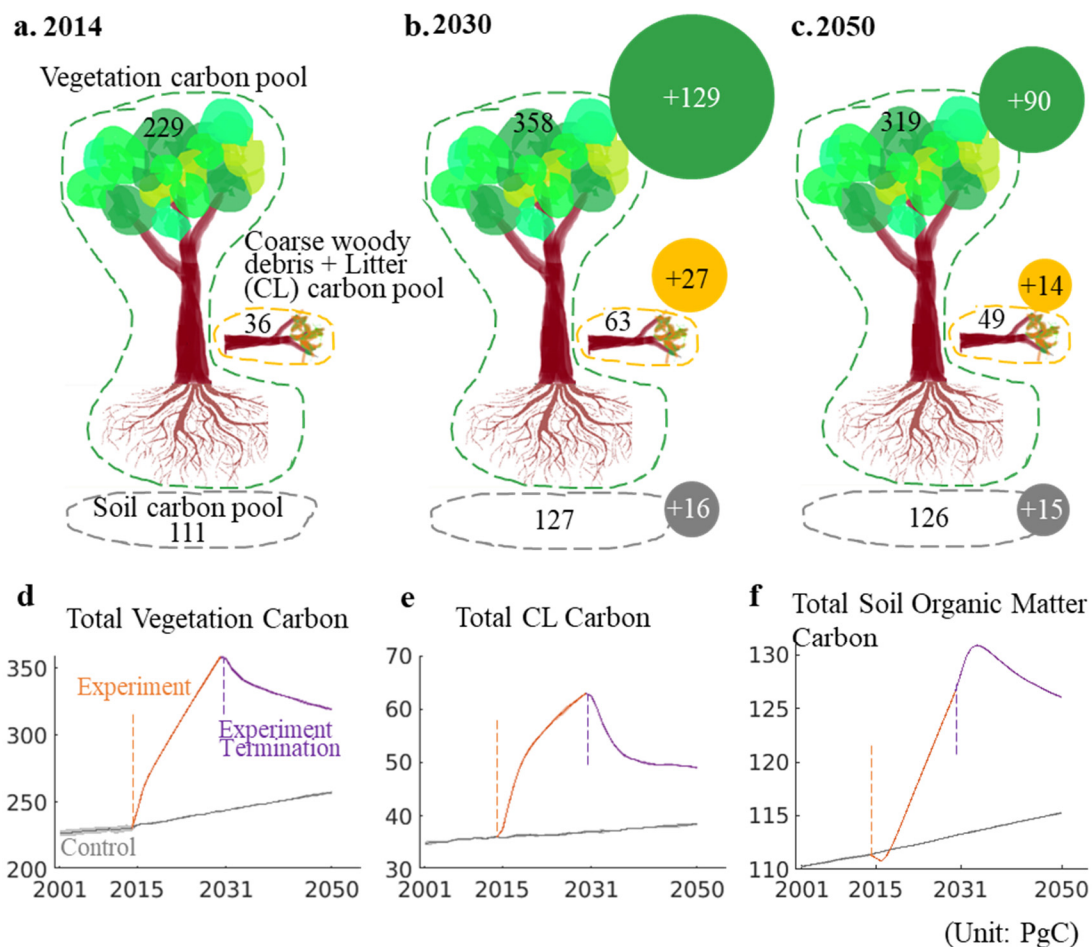 a. 2014
Vegetation carbon pool
229
Coarse woody
debris + Litter
(CL) carbon pool
36
Soil carbon pool
111
b. 2030
+129
358
+27
63
127
+16
c. 2050
+90
319
+14
49
126
+15
d
Total Vegetation Carbon
350
300
250
200
Experiment
Experiment
Termination
Control
2001 2015 2031 2050
e
Total CL Carbon
70
60
50
40
30
2001 2015 2031 2050
f
Total Soil Organic Matter
Carbon
130
125
120
115
110
2001 2015 2031 2050
(Unit: PgC)